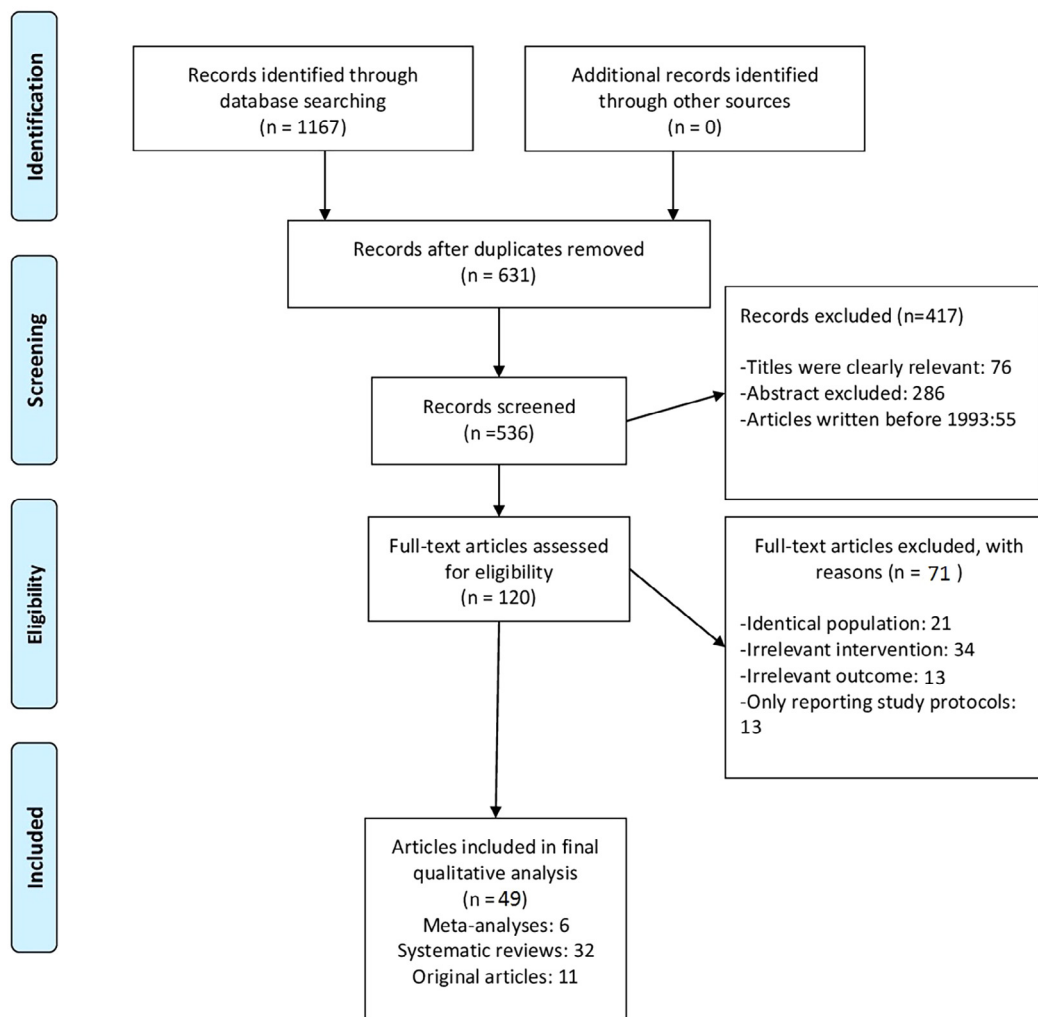 Identification
Records identified through
database searching
(n = 1167)
Additional records identified
through other sources
(n = 0)
Screening
Records after duplicates removed
(n = 631)
Records screened
(n =536)
Records excluded (n=417)
-Titles were clearly relevant: 76
-Abstract excluded: 286
-Articles written before 1993:55
Eligibility
Full-text articles assessed
for eligibility
(n = 120)
Full-text articles excluded, with
reasons (n = 71 )
-Identical population: 21
-Irrelevant intervention: 34
-Irrelevant outcome: 13
-Only reporting study protocols:
13
Included
Articles included in final
qualitative analysis
(n = 49)
Meta-analyses: 6
Systematic reviews: 32
Original articles: 11